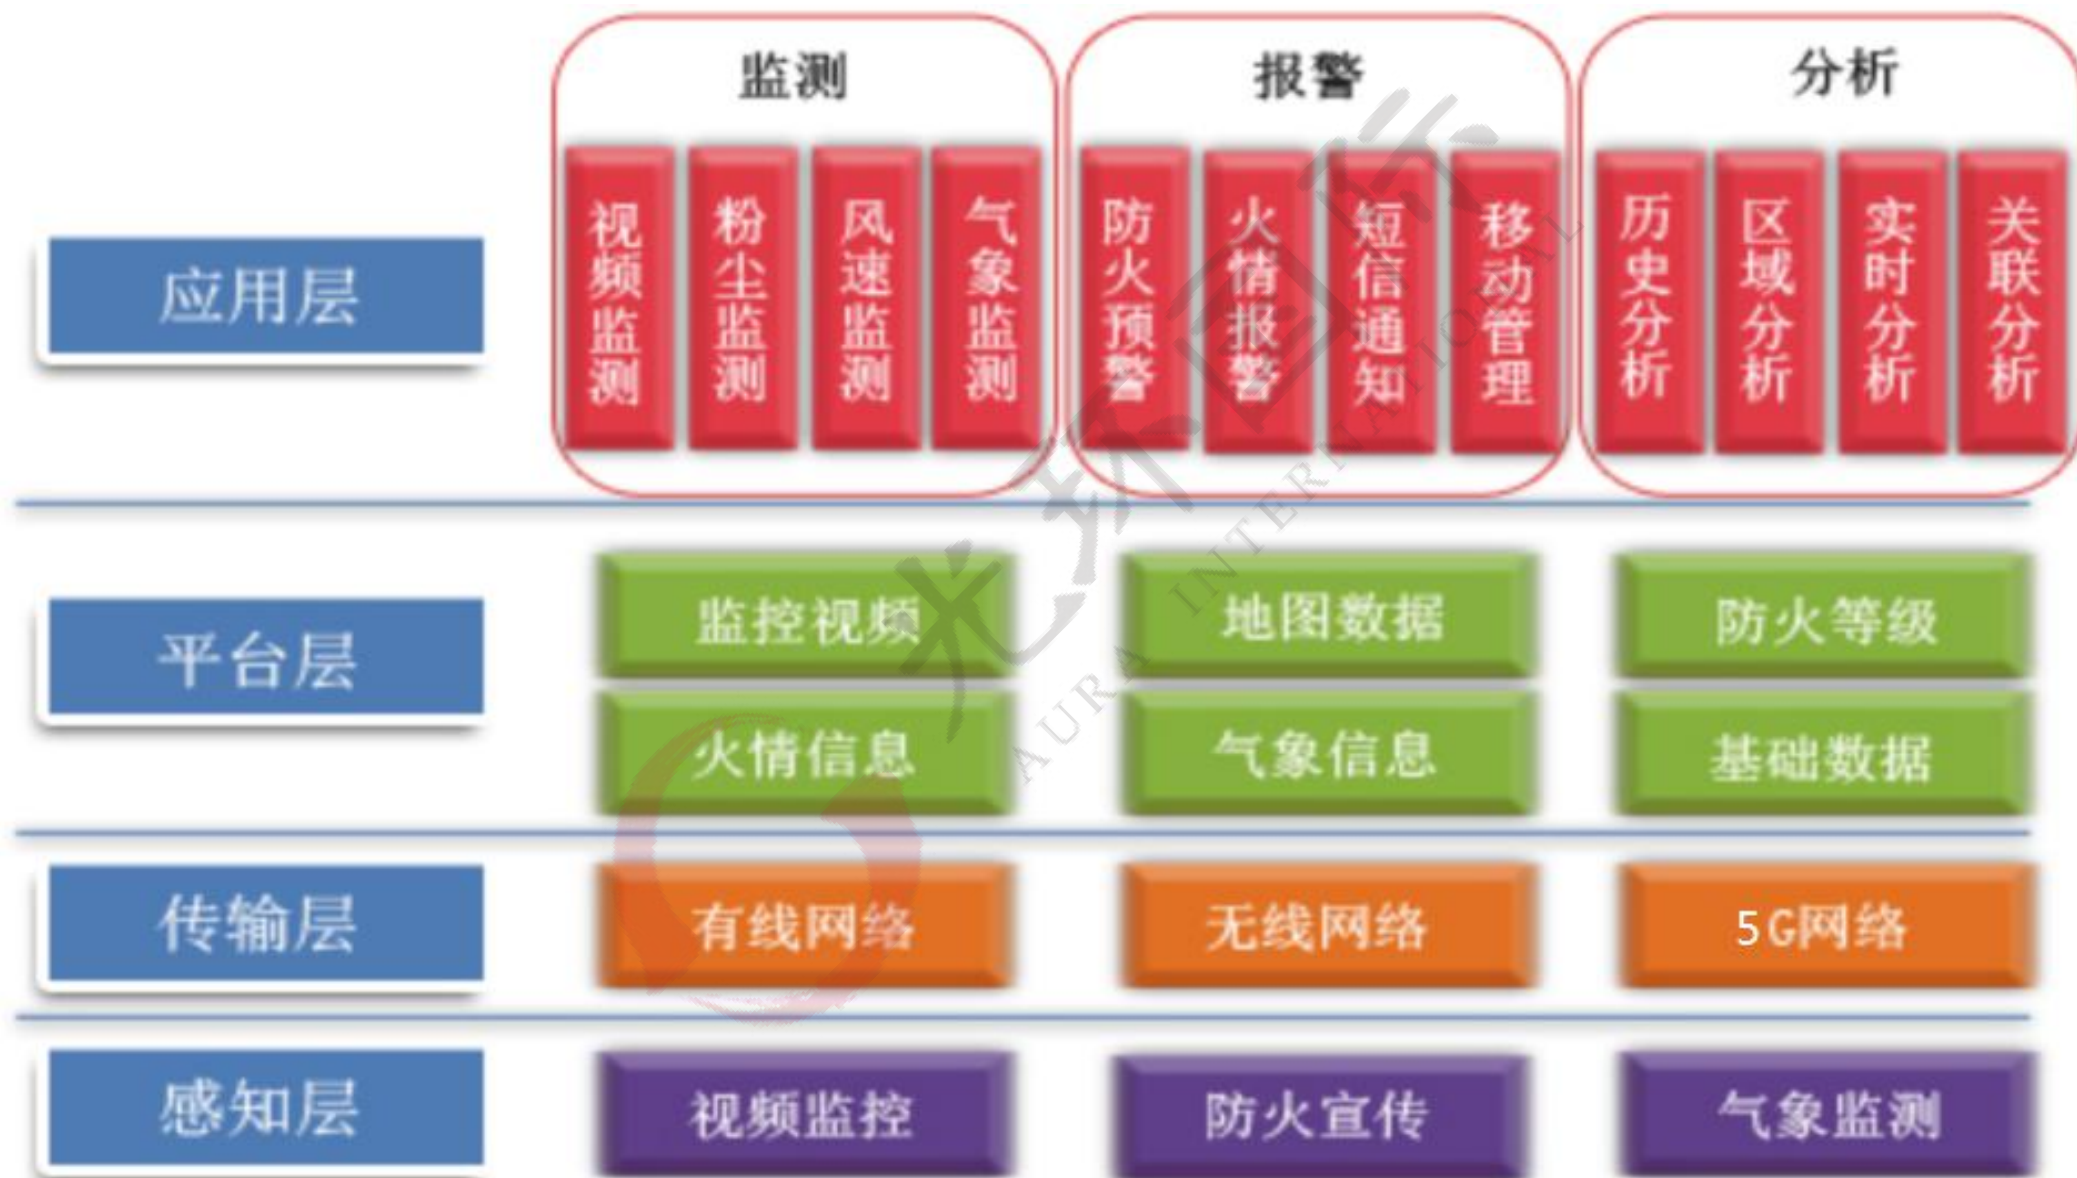 监测
视频监测
粉尘监测
风速监测
气象监测
报警
防火预警
火情报警
短信通知
移动管理
分析
历史分析
区域分析
实时分析
关联分析
应用层
平台层
监控视频
地图数据
防火等级
火情信息
气象信息
基础数据
传输层
有线网络
无线网络
5G网络
感知层
视频监控
防火宣传
气象监测
光环国际
AURA INTERNATIONAL